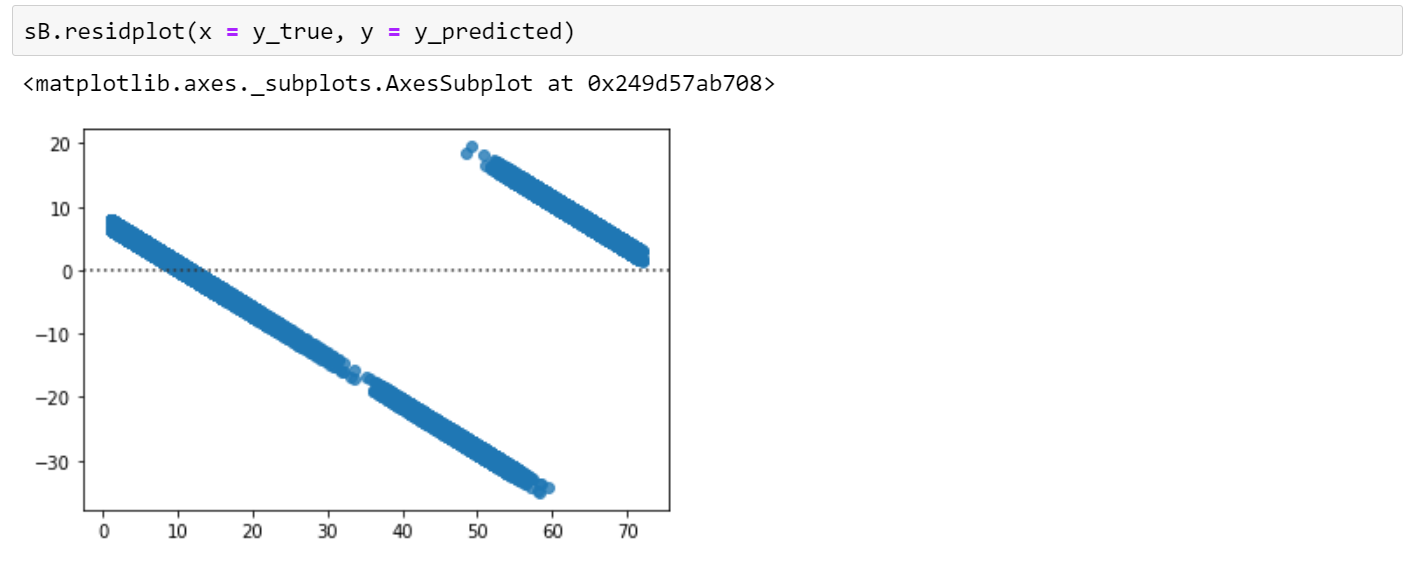 sB.residplot(x = y_true, y = y_predicted)
<matplotlib.axes._subplots.AxesSubplot at 0x249d57ab708>
20
10
0
−10
−20
−30
0 10 20 30 40 50 60 70